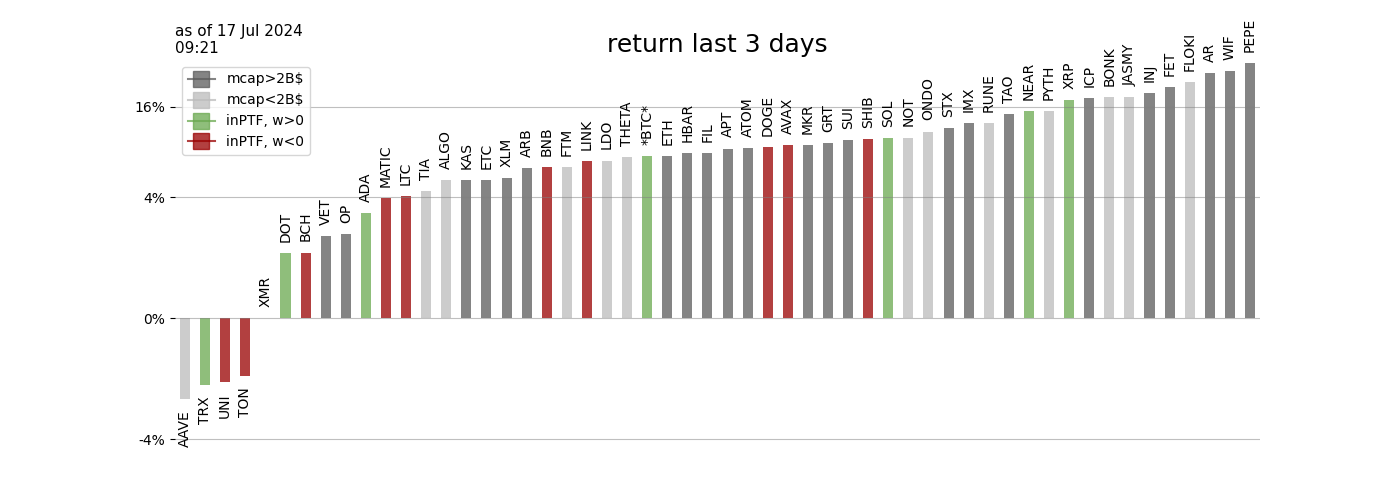 as of 17 Jul 2024
09:21
return last 3 days
mcap>2B$
mcap<2B$
inPTF, w>0
inPTF, w<0
16%
4%
0%
-4%
AAVE
TRX
UNI
TON
XMR
DOT
BCH
VET
OP
ADA
MATIC
LTC
TIA
ALGO
KAS
ETC
XLM
ARB
BNB
FTM
LINK
LDO
THETA
*BTC*
ETH
HBAR
FIL
APT
ATOM
DOGE
AVAX
MKR
GRT
SUI
SHIB
SOL
NOT
ONDO
STX
IMX
RUNE
TAO
NEAR
PYTH
XRP
ICP
BONK
JASMY
INJ
FET
FLOKI
AR
WIF
PEPE